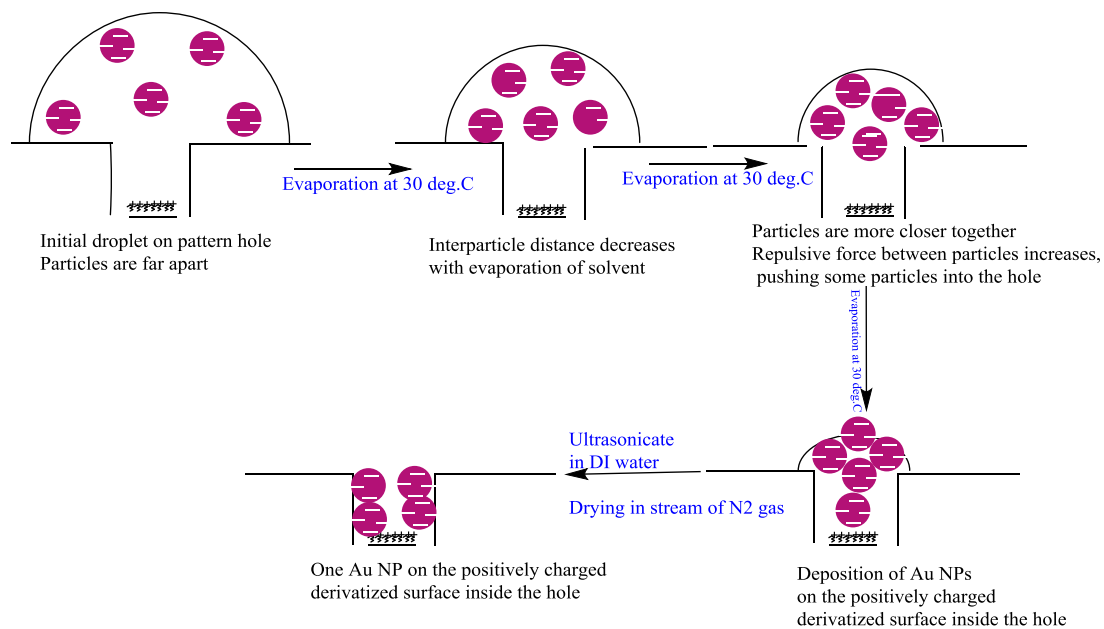 Evaporation at 30 deg.C
Evaporation at 30 deg.C
Initial droplet on pattern hole
Particles are far apart
Interparticle distance decreases
with evaporation of solvent
Particles are more closer together
Repulsive force between particles increases,
pushing some particles into the hole
Evaporation at 30 deg.C
Ultrasonicate
in DI water
Drying in stream of N2 gas
One Au NP on the positively charged
derivatized surface inside the hole
Deposition of Au NPs
on the positively charged
derivatized surface inside the hole